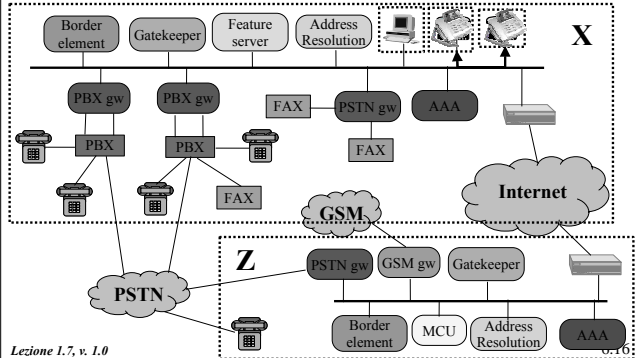 Border
element
Gatekeeper
Feature
server
Address
Resolution
X
PBX gw
PBX gw
FAX
PSTN gw
AAA
PBX
PBX
FAX
FAX
Internet
GSM
Z
PSTN gw
GSM gw
Gatekeeper
PSTN
Border
element
MCU
Address
Resolution
AAA
Lezione 1.7, v. 1.0
6.16